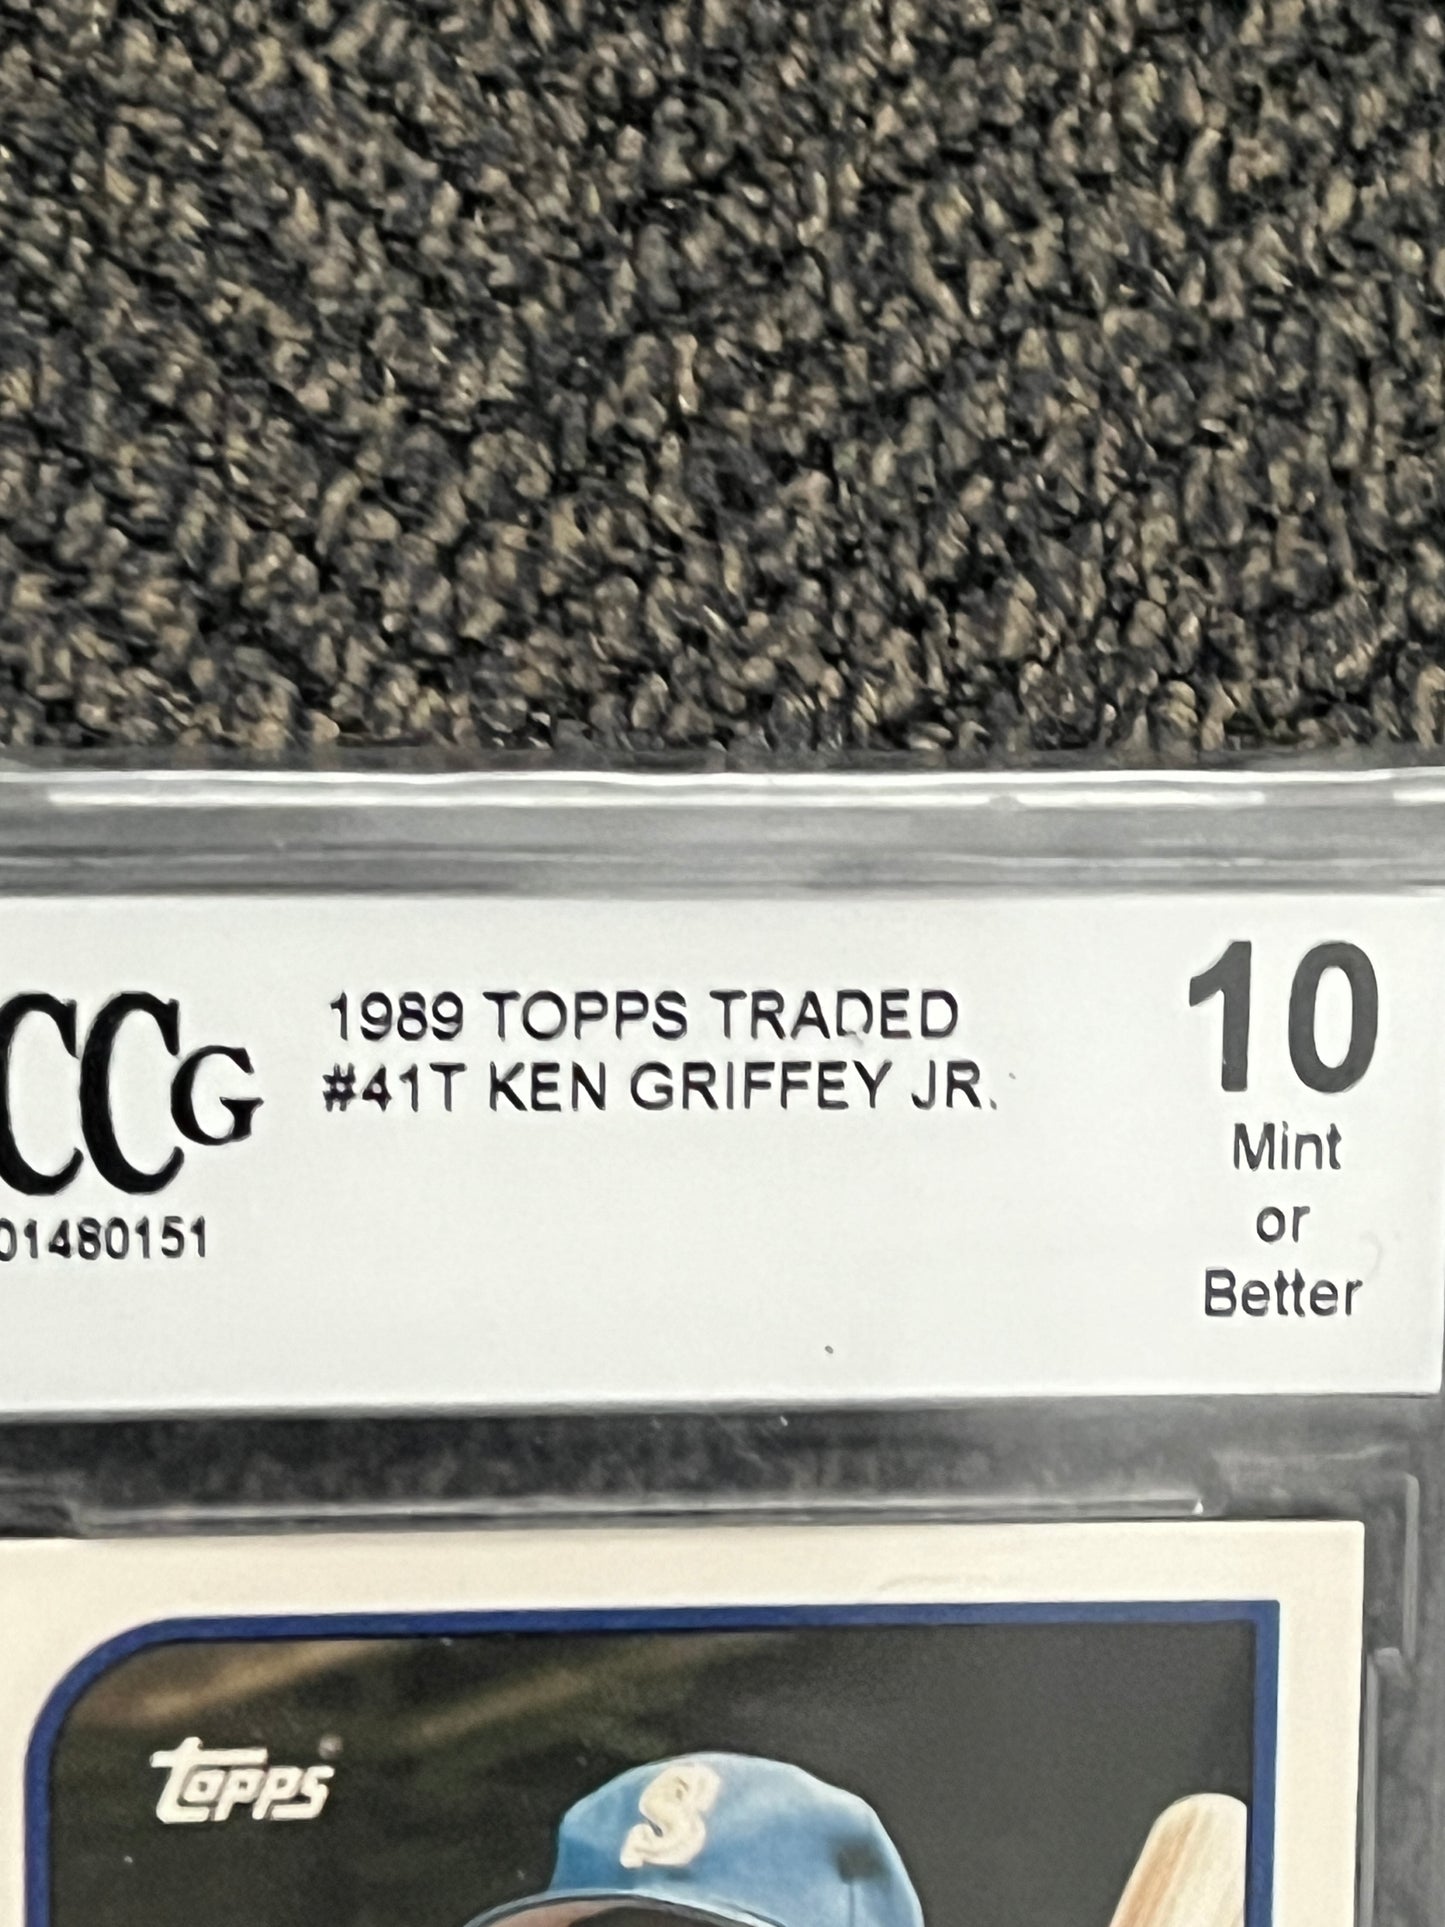 CCG
1989 TOPPS TRADED
#41T KEN GRIFFEY JR.
01480151
10
Mint
or
Better
Topps
S